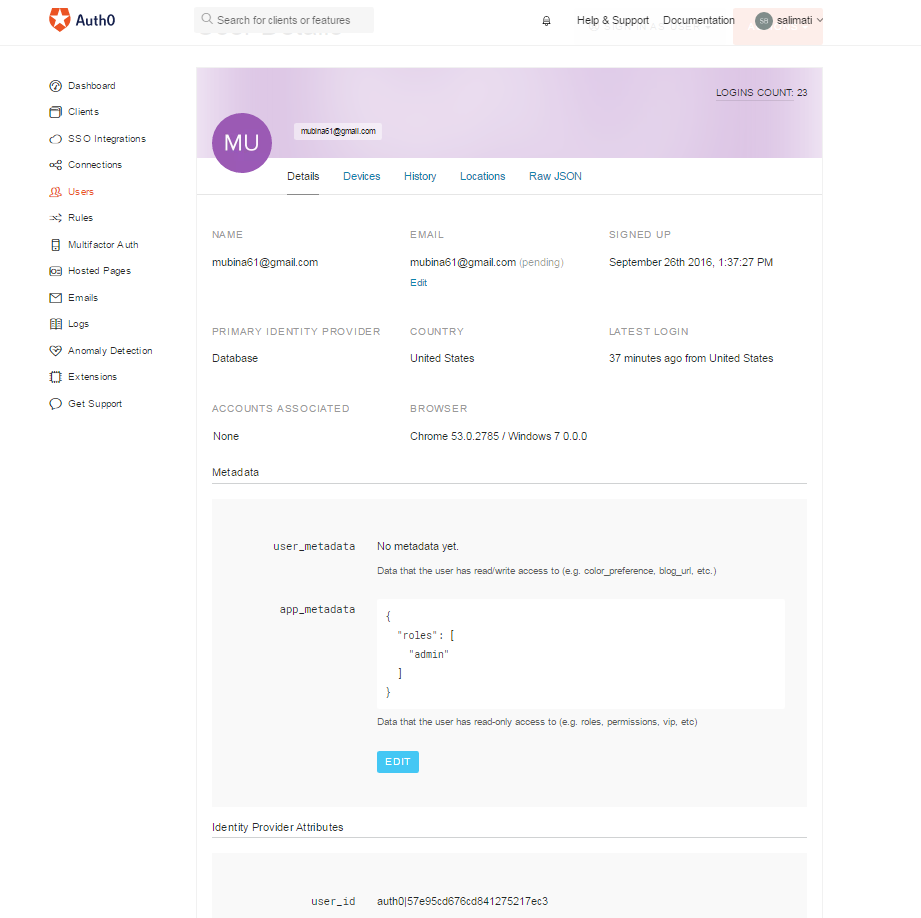 Auth0
Search for clients or features
Help & Support
Documentation
SB
salimati
User Details
Dashboard
Clients
SSO Integrations
Connections
Users
Rules
Multifactor Auth
Hosted Pages
Emails
Logs
Anomaly Detection
Extensions
Get Support
LOGINS COUNT: 23
MU
mubina61@gmail.com
Details Devices History Locations Raw JSON
NAME EMAIL SIGNED UP
mubina61@gmail.com mubina61@gmail.com (pending) September 26th 2016, 1:37:27 PM
Edit
PRIMARY IDENTITY PROVIDER COUNTRY LATEST LOGIN
Database United States 37 minutes ago from United States
ACCOUNTS ASSOCIATED BROWSER
None Chrome 53.0.2785 / Windows 7 0.0.0
Metadata
user_metadata No metadata yet.
Data that the user has read/write access to (e.g. color_preference, blog_url, etc.)
app_metadata
{
"roles": [
"admin"
]
}
Data that the user has read-only access to (e.g. roles, permissions, vip, etc)
EDIT
Identity Provider Attributes
user_id auth0|57e95cd676cd841275217ec3